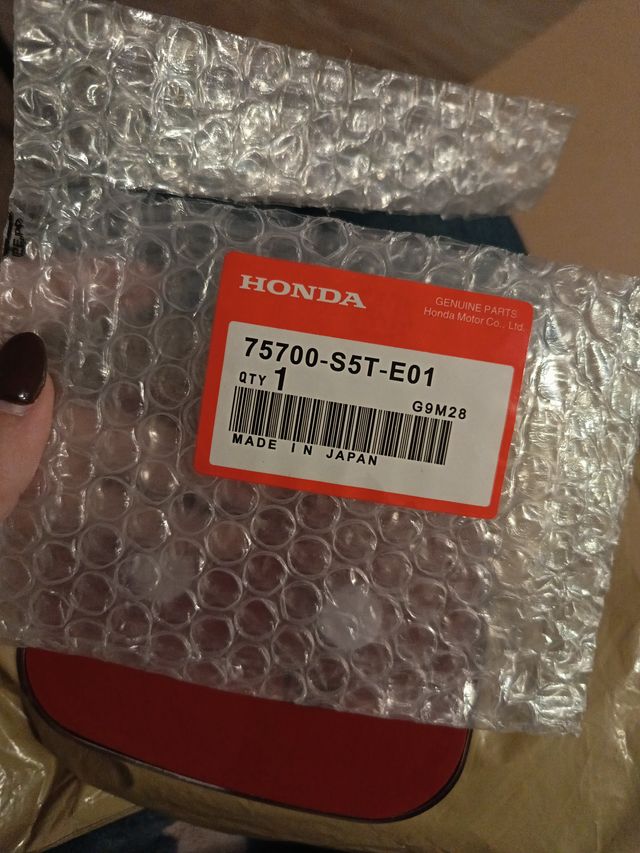 HONDA
GENUINE PARTS
Honda Motor Co., Ltd.
75700-S5T-E01
QTY 1
G9M28
MADE IN JAPAN